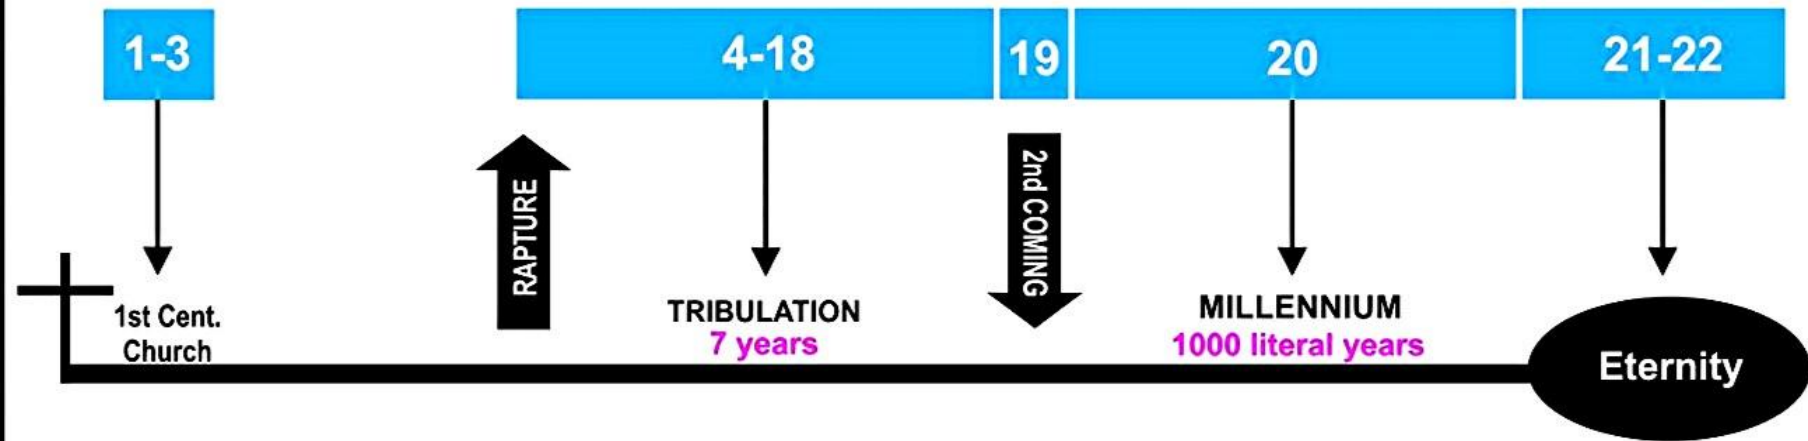 1-3
4-18
19
20
21-22
RAPTURE
2nd COMING
1st Cent.
Church
TRIBULATION
7 years
MILLENNIUM
1000 literal years
Eternity